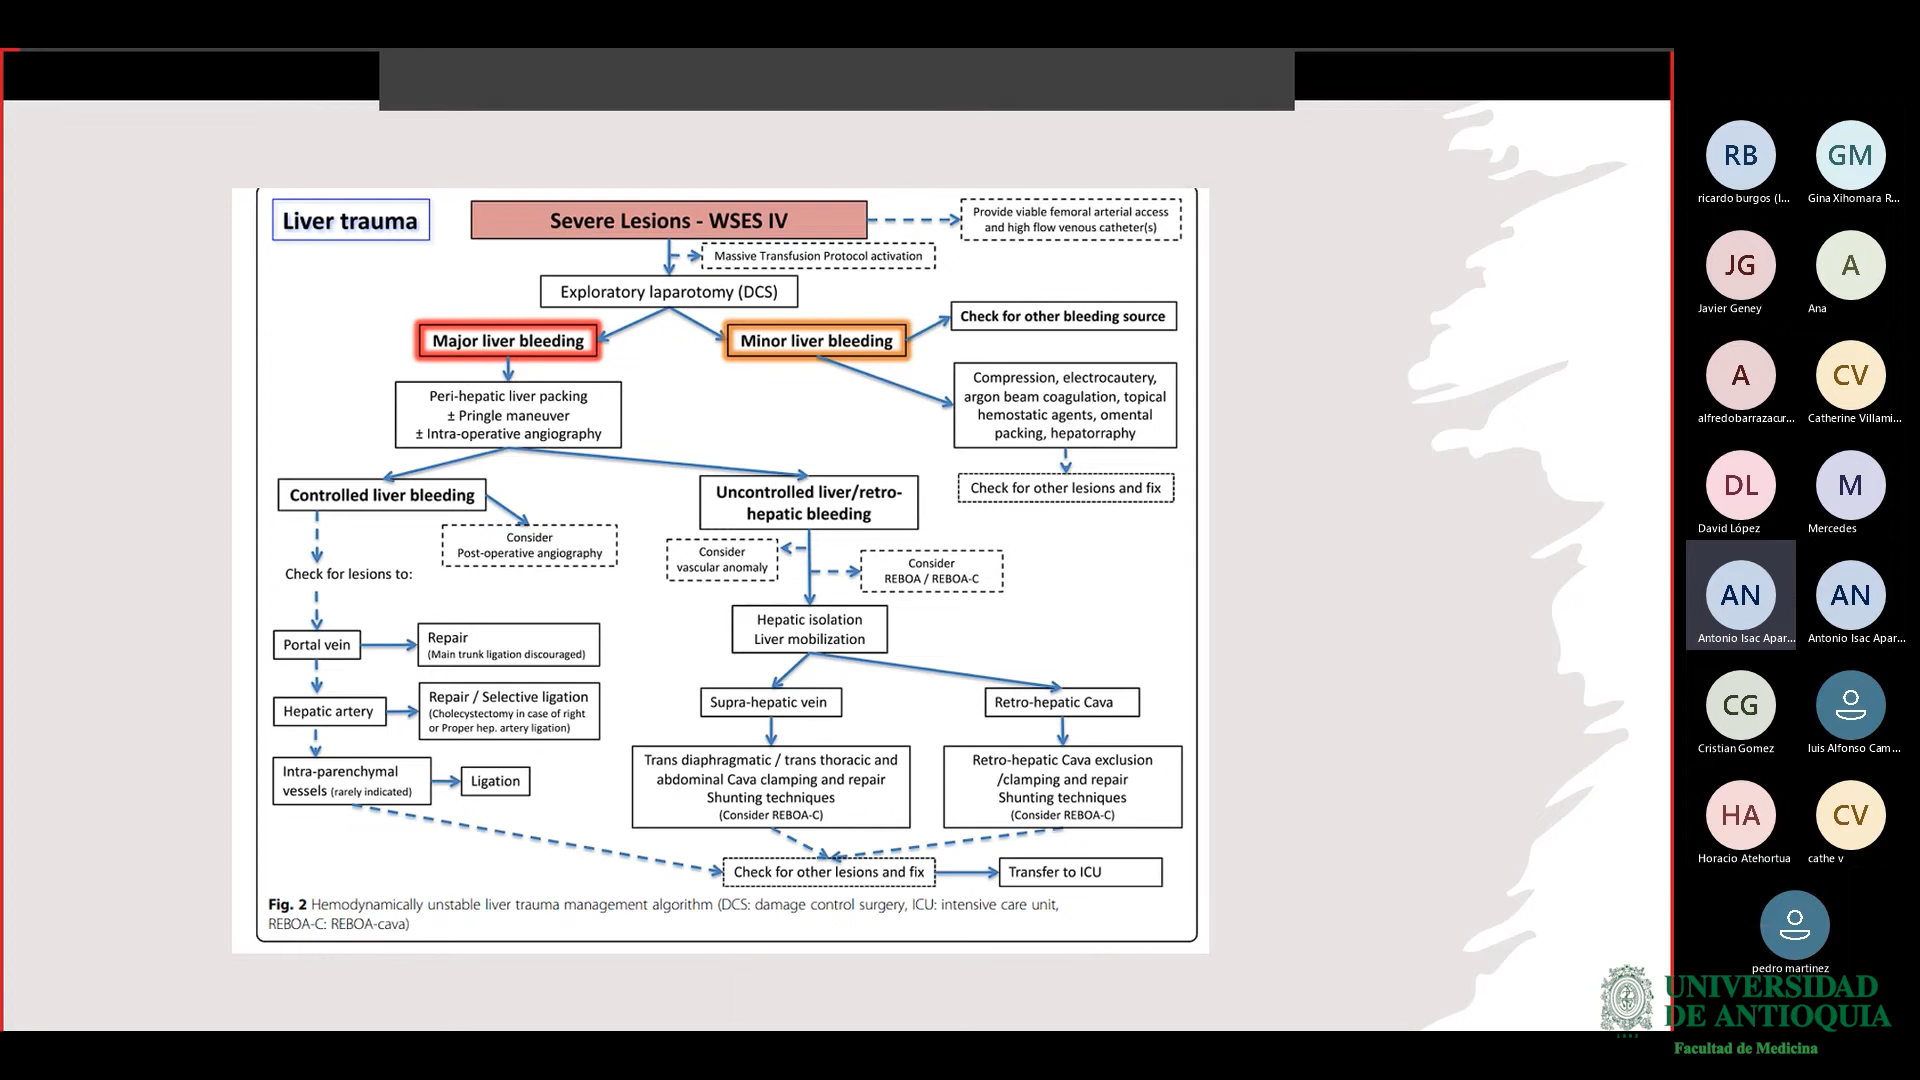 Liver trauma
Severe Lesions - WSES IV
Provide viable femoral arterial access
and high flow venous catheter(s)
Massive Transfusion Protocol activation
Exploratory laparotomy (DCS)
Check for other bleeding source
Major liver bleeding
Minor liver bleeding
Compression, electrocautery,
argon beam coagulation, topical
hemostatic agents, omental
packing, hepatorraphy
Peri-hepatic liver packing
± Pringle maneuver
± Intra-operative angiography
Controlled liver bleeding
Uncontrolled liver/retro-
hepatic bleeding
Check for other lesions and fix
Consider
Post-operative angiography
Consider
vascular anomaly
Consider
REBOA / REBOA-C
Check for lesions to:
Hepatic isolation
Liver mobilization
Portal vein
Repair
(Main trunk ligation discouraged)
Hepatic artery
Repair / Selective ligation
(Cholecystectomy in case of right
or Proper hep. artery ligation)
Supra-hepatic vein
Retro-hepatic Cava
Intra-parenchymal
vessels (rarely indicated)
Ligation
Trans diaphragmatic / trans thoracic and
abdominal Cava clamping and repair
Shunting techniques
(Consider REBOA-C)
Retro-hepatic Cava exclusion
/clamping and repair
Shunting techniques
(Consider REBOA-C)
Check for other lesions and fix
Transfer to ICU
Fig. 2 Hemodynamically unstable liver trauma management algorithm (DCS: damage control surgery, ICU: intensive care unit,
REBOA-C: REBOA-cava)
RB
ricardo burgos (I...
GM
Gina Xihomara R...
JG
Javier Geney
A
Ana
A
alfredobarrazacur...
CV
Catherine Villami...
DL
David López
M
Mercedes
AN
Antonio Isac Apar...
AN
Antonio Isac Apar...
CG
Cristian Gomez
luis Alfonso Cam...
HA
Horacio Atehortua
CV
cathe v
pedro martinez
UNIVERSIDAD
DE ANTIOQUIA
Facultad de Medicina